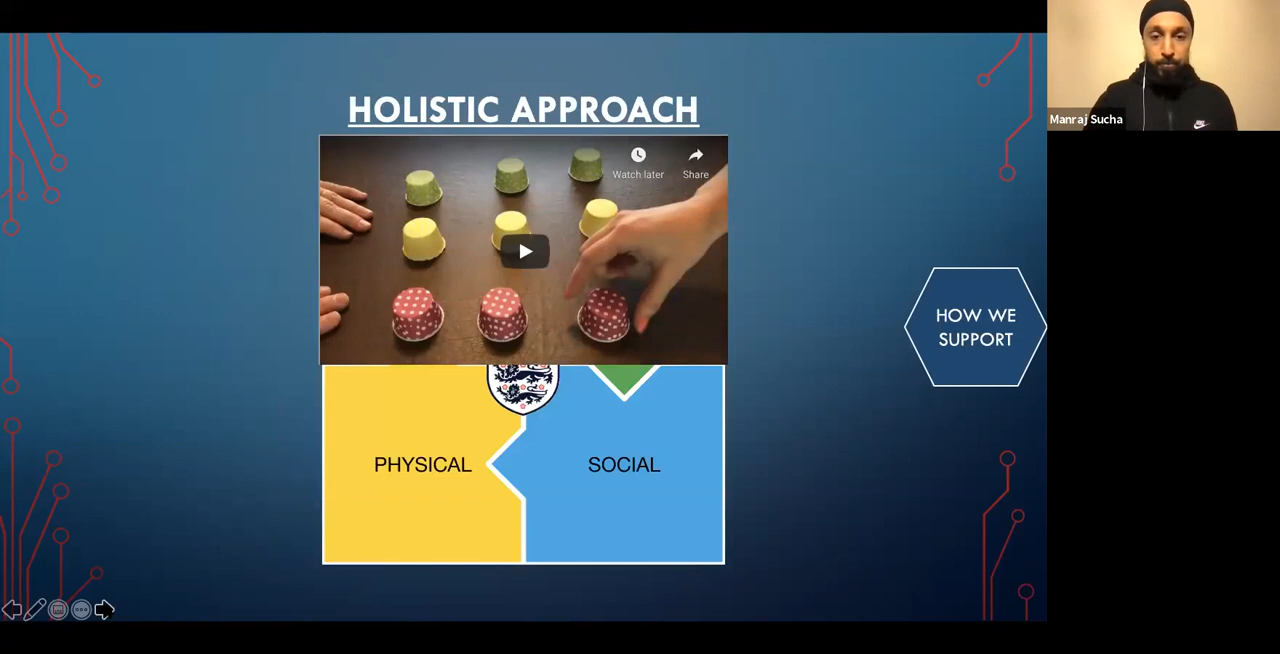 HOLISTIC APPROACH
Watch later
Share
HOW WE
SUPPORT
PHYSICAL
SOCIAL
Manraj Sucha